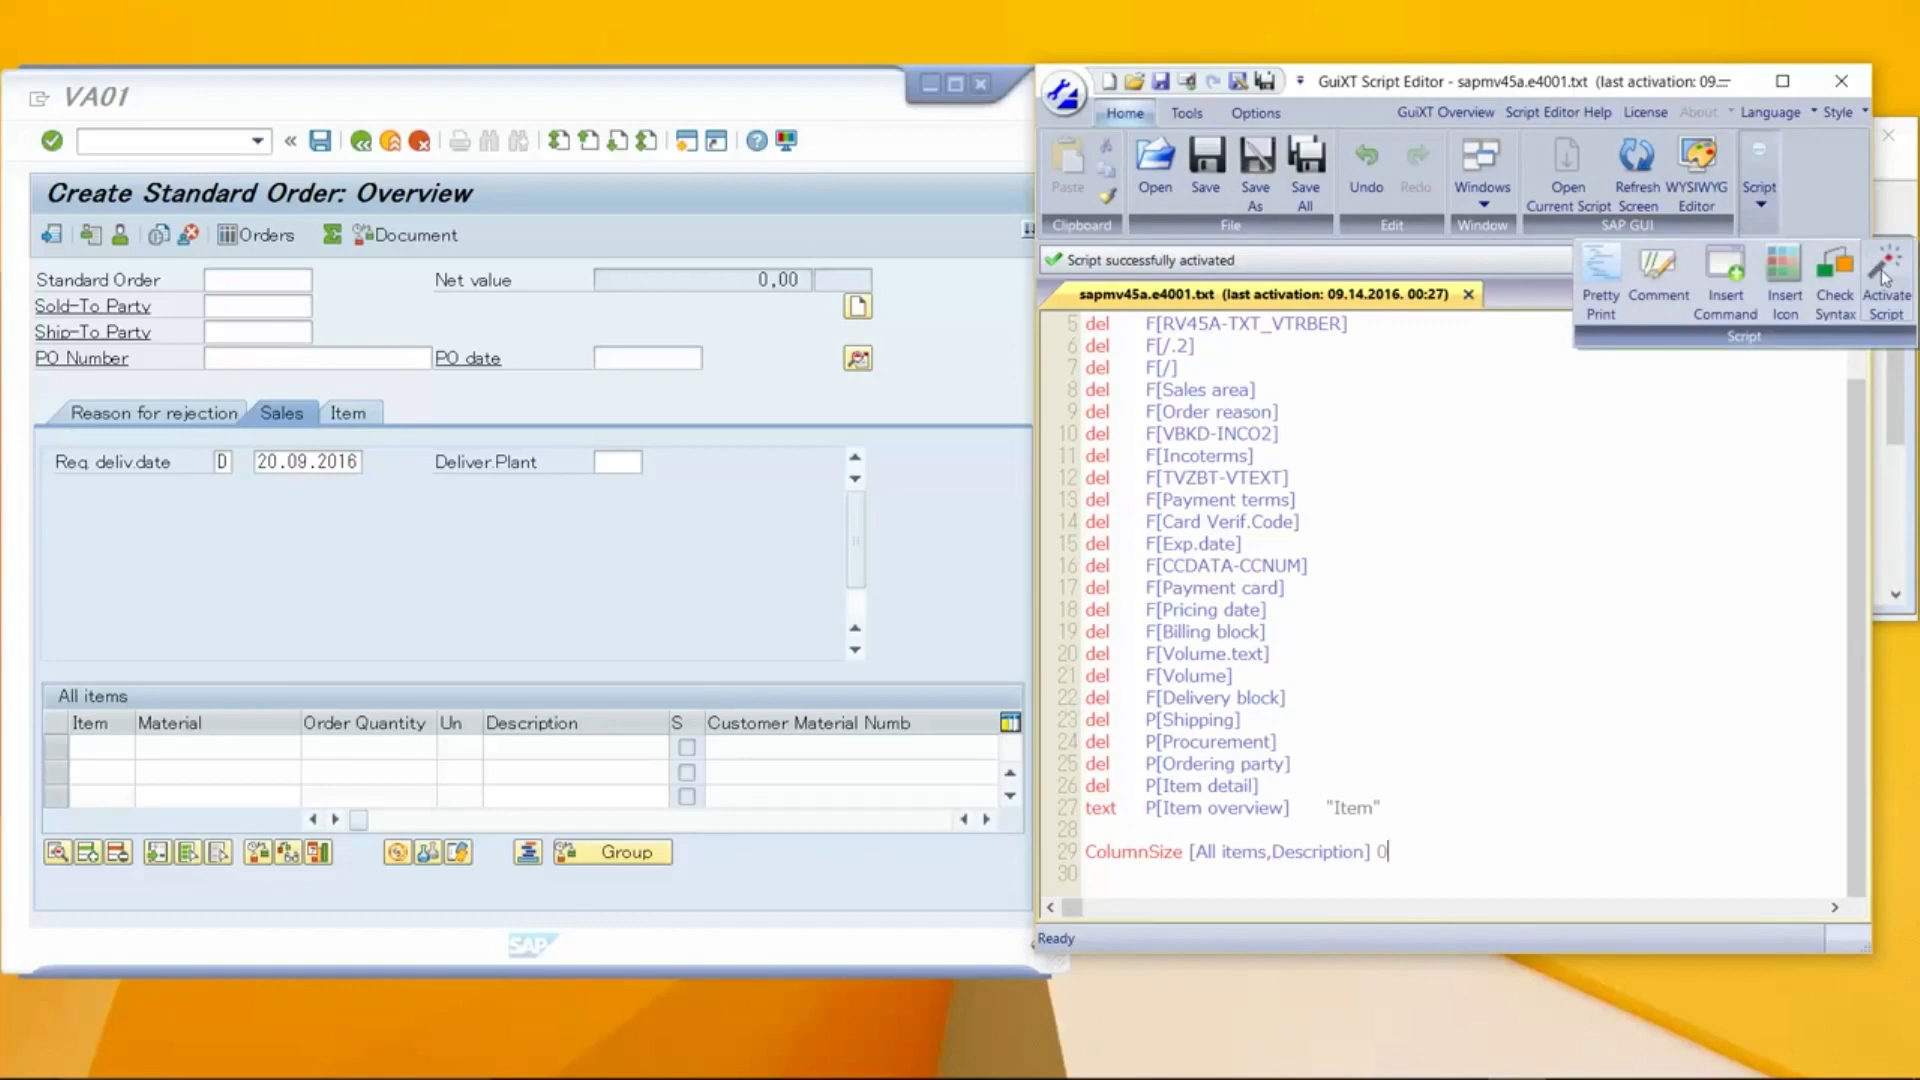 VA01
Create Standard Order: Overview
Orders
Document
Standard Order
Net value
0,00
Sold-To Party
Ship-To Party
PO Number
PO date
Reason for rejection
Sales
Item
Req. deliv.date
D
20.09.2016
Deliver.Plant
All items
Item
Material
Order Quantity
Un
Description
S
Customer Material Numb
Group
SAP
GuiXT Script Editor - sapmv45a.e4001.txt (last activation: 09....
Home
Tools
Options
GuiXT Overview
Script Editor Help
License
About
Language
Style
Paste
Clipboard
Open
Save
Save As
Save All
File
Undo
Redo
Edit
Windows
Window
Open Current Script
Refresh Screen
WYSIWYG Editor
SAP GUI
Script
Script successfully activated
Pretty Print
Comment
Insert Command
Insert Icon
Check Syntax
Activate Script
Script
sapmv45a.e4001.txt (last activation: 09.14.2016. 00:27)
5 del F[RV45A-TXT_VTRBER]
6 del F[/.2]
7 del F[/]
8 del F[Sales area]
9 del F[Order reason]
10 del F[VBKD-INCO2]
11 del F[Incoterms]
12 del F[TVZBT-VTEXT]
13 del F[Payment terms]
14 del F[Card Verif.Code]
15 del F[Exp.date]
16 del F[CCDATA-CCNUM]
17 del F[Payment card]
18 del F[Pricing date]
19 del F[Billing block]
20 del F[Volume.text]
21 del F[Volume]
22 del F[Delivery block]
23 del P[Shipping]
24 del P[Procurement]
25 del P[Ordering party]
26 del P[Item detail]
27 text P[Item overview] "Item"
28
29 ColumnSize [All items,Description] 0
30
Ready